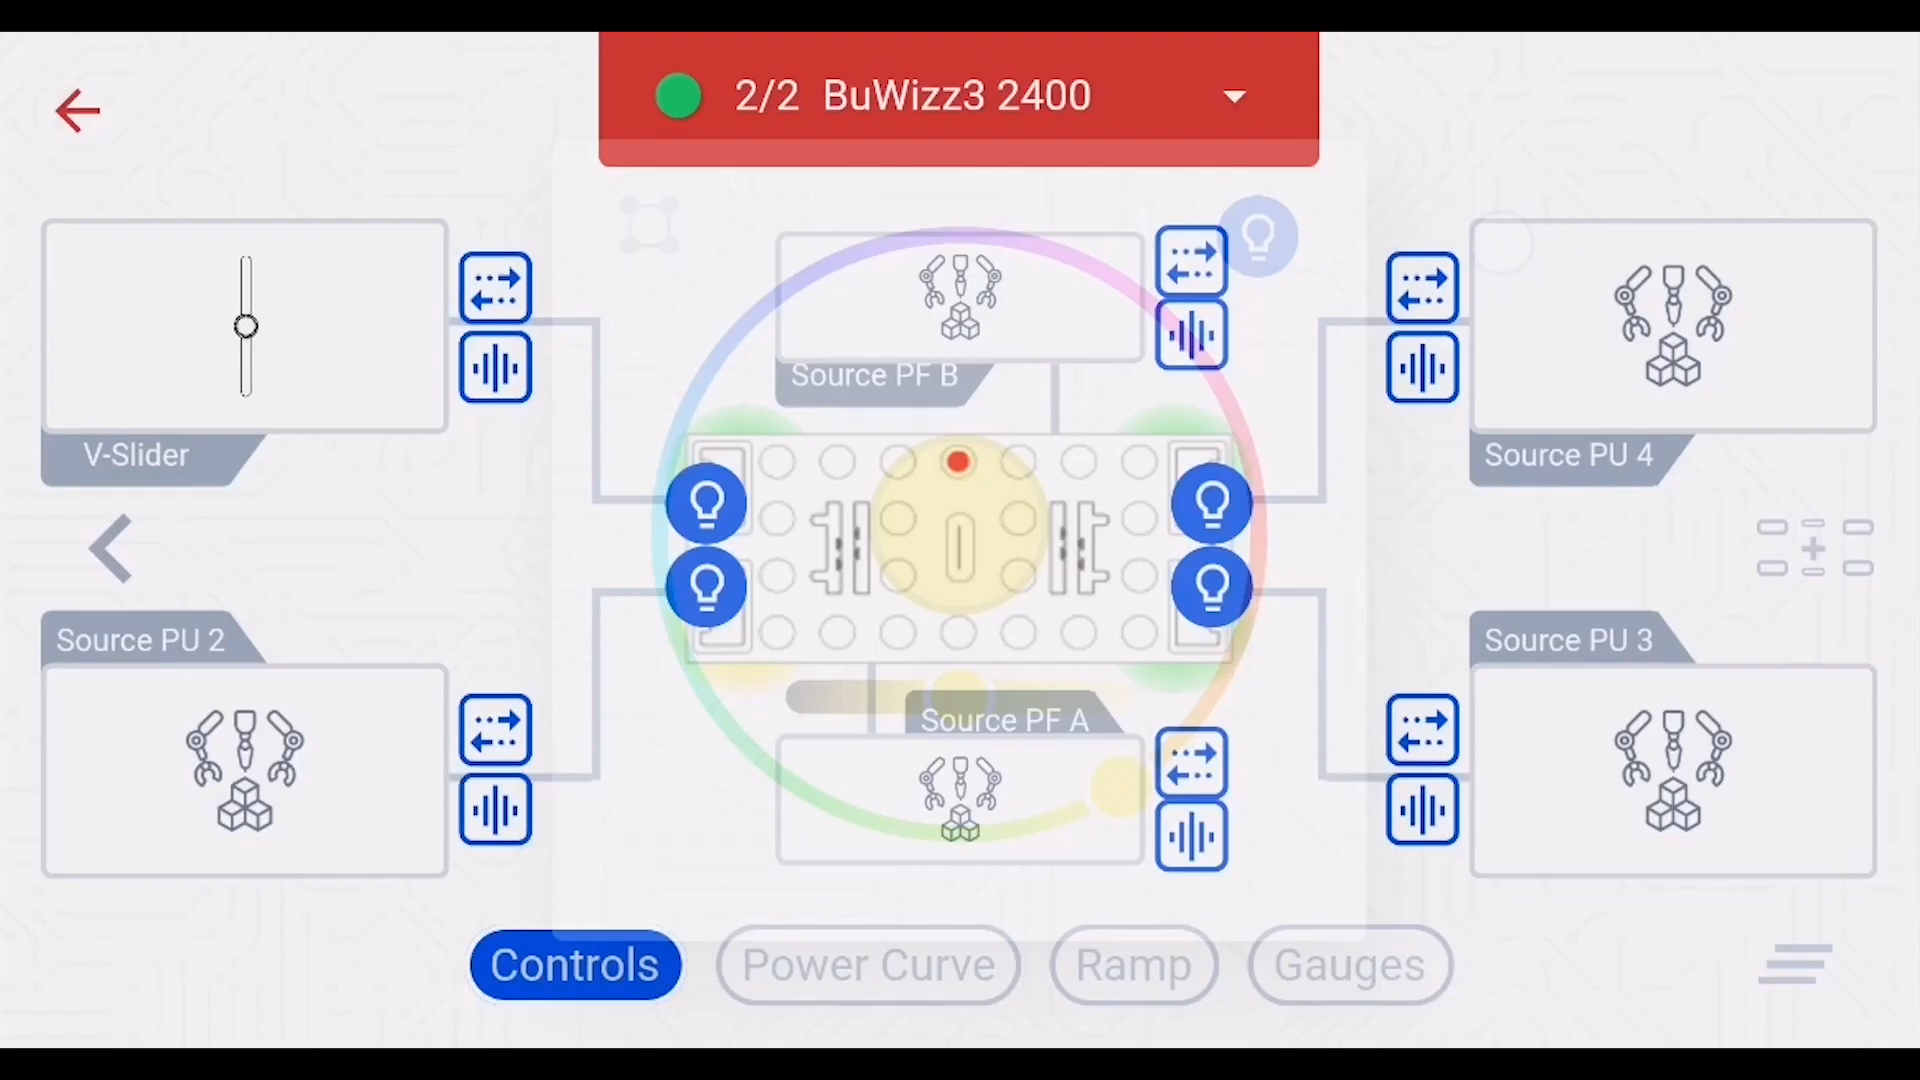 2/2 BuWizz3 2400
Source PF B
V-Slider
Source PU 4
Source PU 2
Source PU 3
Source PF A
Controls
Power Curve
Ramp
Gauges